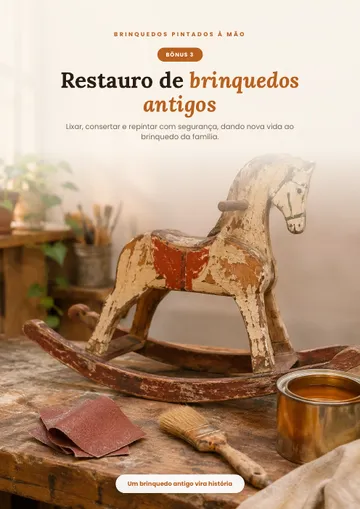 BRINQUEDOS PINTADOS À MÃO
BÔNUS 3
Restauro de brinquedos
antigos
Lixar, consertar e repintar com segurança, dando nova vida ao
brinquedo da família.
Um brinquedo antigo vira história